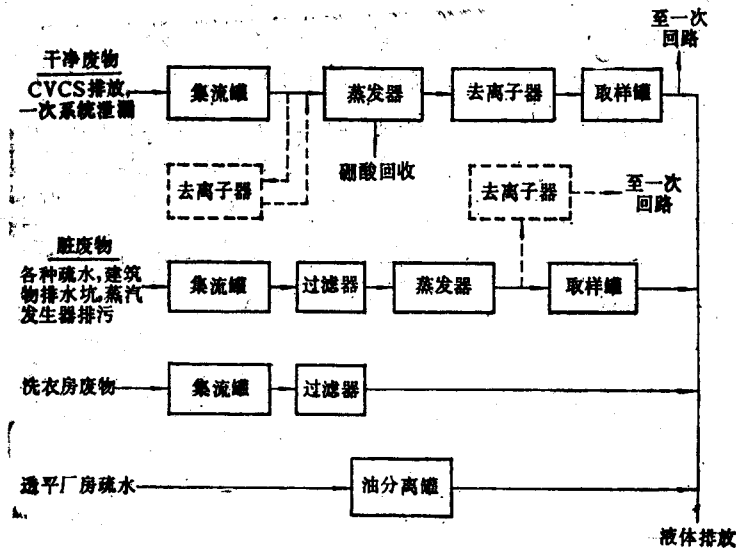 至一次
回路
干净废物
CVCS排放,
一次系统泄漏
集流罐
蒸发器
去离子器
取样罐
硼酸回收
去离子器
去离子器
至一次
回路
脏废物
各种疏水,建筑
物排水坑,蒸汽
发生器排污
集流罐
过滤器
蒸发器
取样罐
洗衣房废物
集流罐
过滤器
透平厂房疏水
油分离罐
液体排放